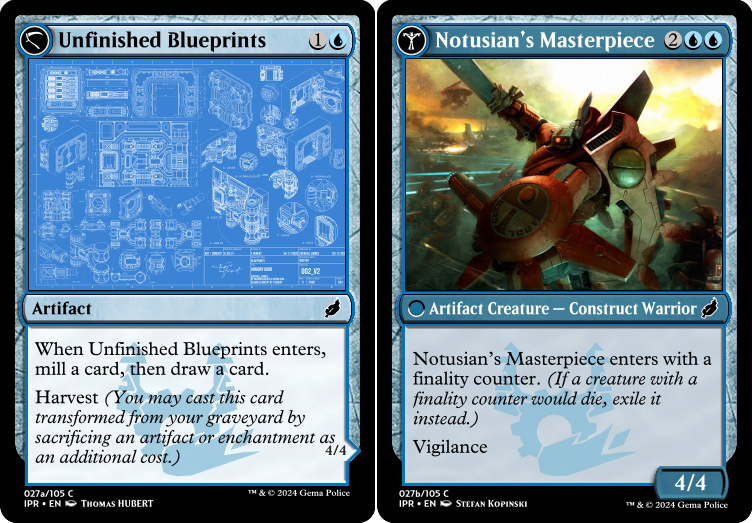 Unfinished Blueprints 1
002_V2
Artifact
When Unfinished Blueprints enters,
mill a card, then draw a card.
Harvest (You may cast this card
transformed from your graveyard by
sacrificing an artifact or enchantment as
an additional cost.)
4/4
027a/105 C
IPR • EN Thomas HUBERT
™ & © 2024 Gema Police
Notusian's Masterpiece 2
Artifact Creature — Construct Warrior
Notusian's Masterpiece enters with a
finality counter. (If a creature with a
finality counter would die, exile it
instead.)
Vigilance
4/4
027b/105 C
IPR • EN Stefan Kopinski
™ & © 2024 Gema Police